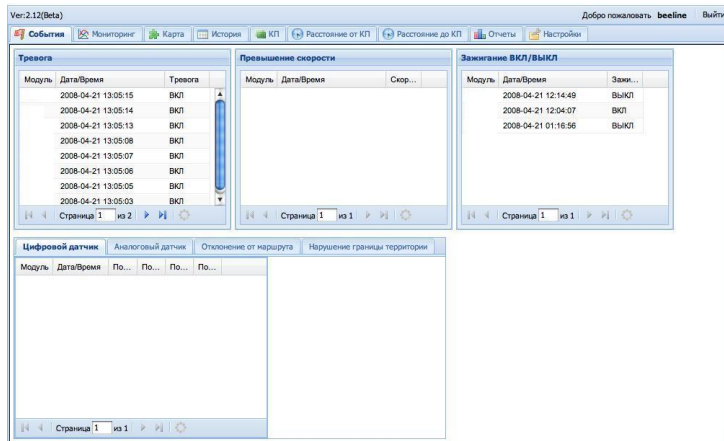 Ver:2.12(Beta) Добро пожаловать beeline Выйти
События Мониторинг Карта История КП Расстояние от КП Расстояние до КП Отчеты Настройки
Тревога Превышение скорости Зажигание ВКЛ/ВЫКЛ
Модуль Дата/Время Тревога Модуль Дата/Время Скор... Модуль Дата/Время Зажи...
2008-04-21 13:05:15 ВКЛ 2008-04-21 12:14:49 ВЫКЛ
2008-04-21 13:05:14 ВКЛ 2008-04-21 12:04:07 ВКЛ
2008-04-21 13:05:13 ВКЛ 2008-04-21 01:16:56 ВЫКЛ
2008-04-21 13:05:08 ВКЛ
2008-04-21 13:05:07 ВКЛ
2008-04-21 13:05:06 ВКЛ
2008-04-21 13:05:05 ВКЛ
2008-04-21 13:05:03 ВКЛ
Страница 1 из 2 Страница 1 из 1 Страница 1 из 1
Цифровой датчик Аналоговый датчик Отклонение от маршрута Нарушение границы территории
Модуль Дата/Время По... По... По... По...
Страница 1 из 1